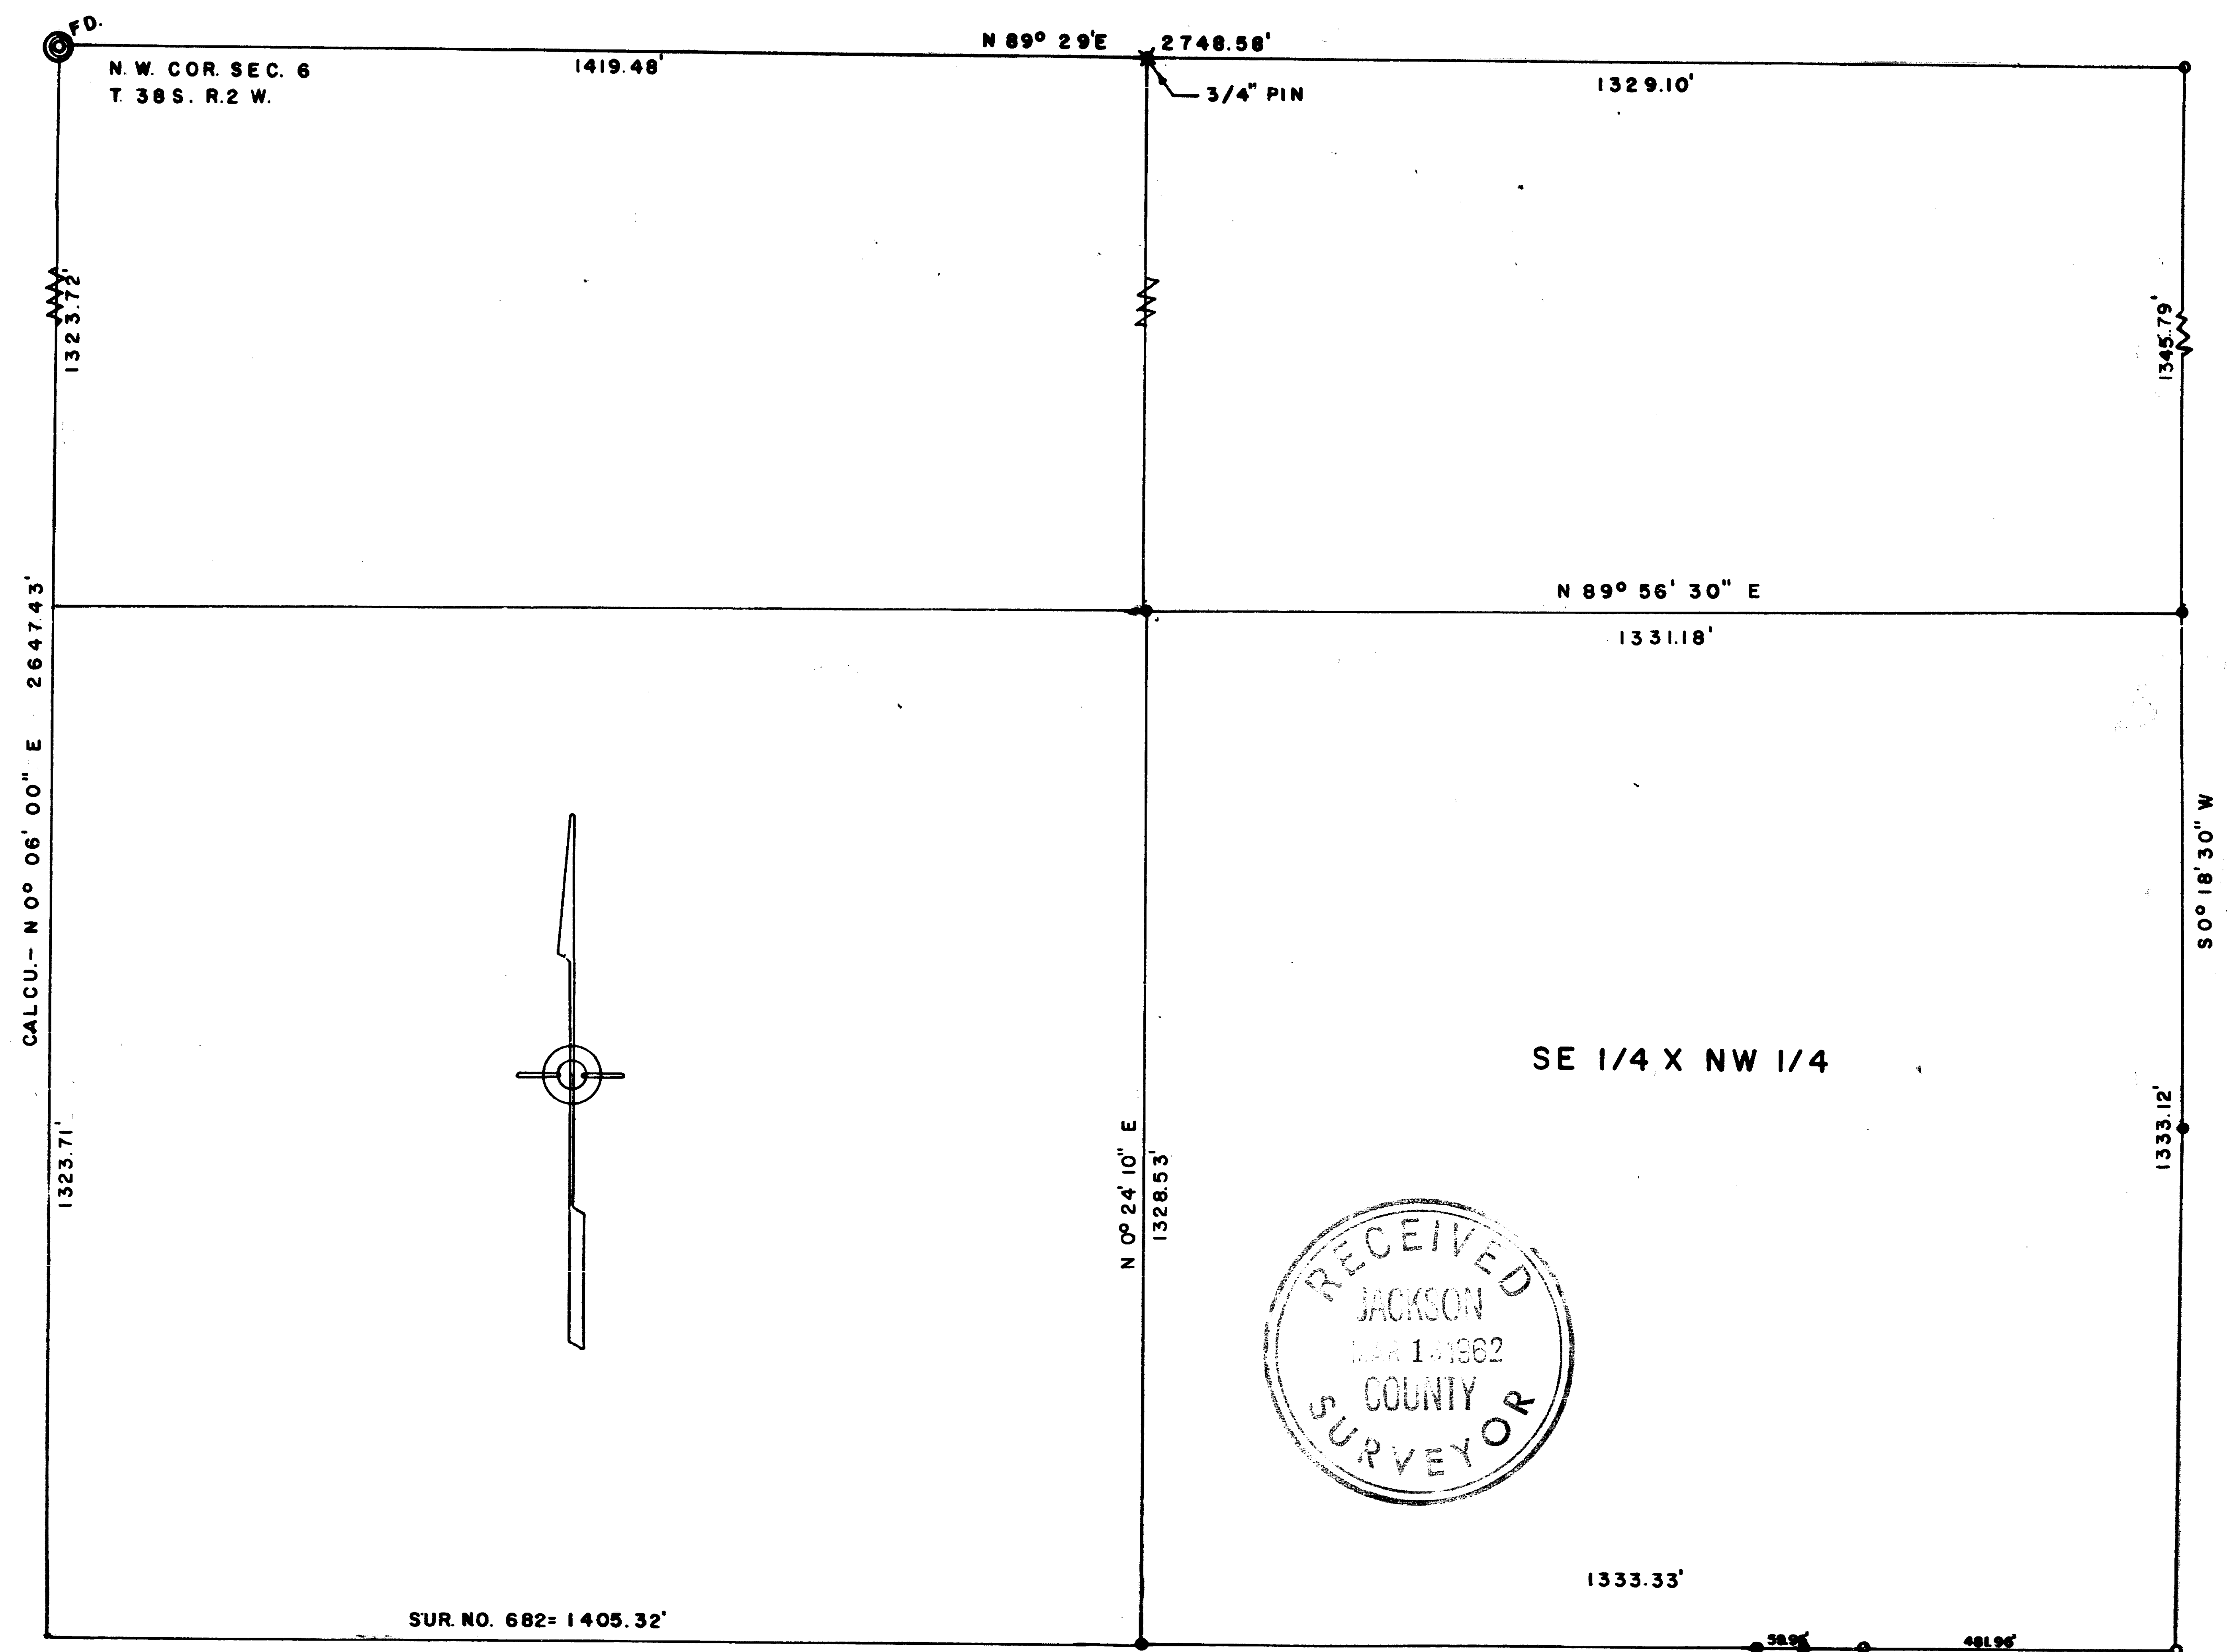 FD.
N 89° 29'E 2748.58'
N. W. COR. SEC. 6
T. 38 S. R. 2 W.
1419.48'
3/4" PIN
1329.10'
1323.72'
1345.79'
CALCU.- N 0° 06' 00" E 2647.43'
N 89° 56' 30" E
1331.18'
S 0° 18' 30" W
SE 1/4 X NW 1/4
1323.71'
N 0° 24' 10" E
1328.53'
1333.12'
RECEIVED
JACKSON
1962
COUNTY
SURVEYOR
1333.33'
SUR. NO. 682= 1405.32'
461.96'